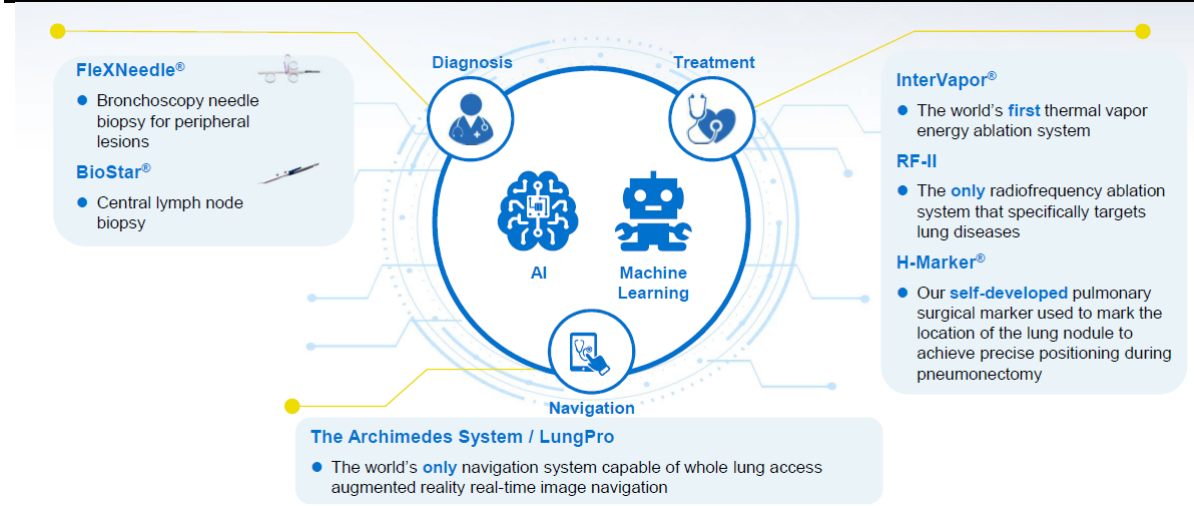 Diagnosis
Treatment
FleXNeedle®
● Bronchoscopy needle
biopsy for peripheral
lesions
BioStar®
● Central lymph node
biopsy
InterVapor®
● The world's first thermal vapor
energy ablation system
RF-II
● The only radiofrequency ablation
system that specifically targets
lung diseases
H-Marker®
● Our self-developed pulmonary
surgical marker used to mark the
location of the lung nodule to
achieve precise positioning during
pneumonectomy
AI
Machine
Learning
Navigation
The Archimedes System / LungPro
● The world's only navigation system capable of whole lung access
augmented reality real-time image navigation